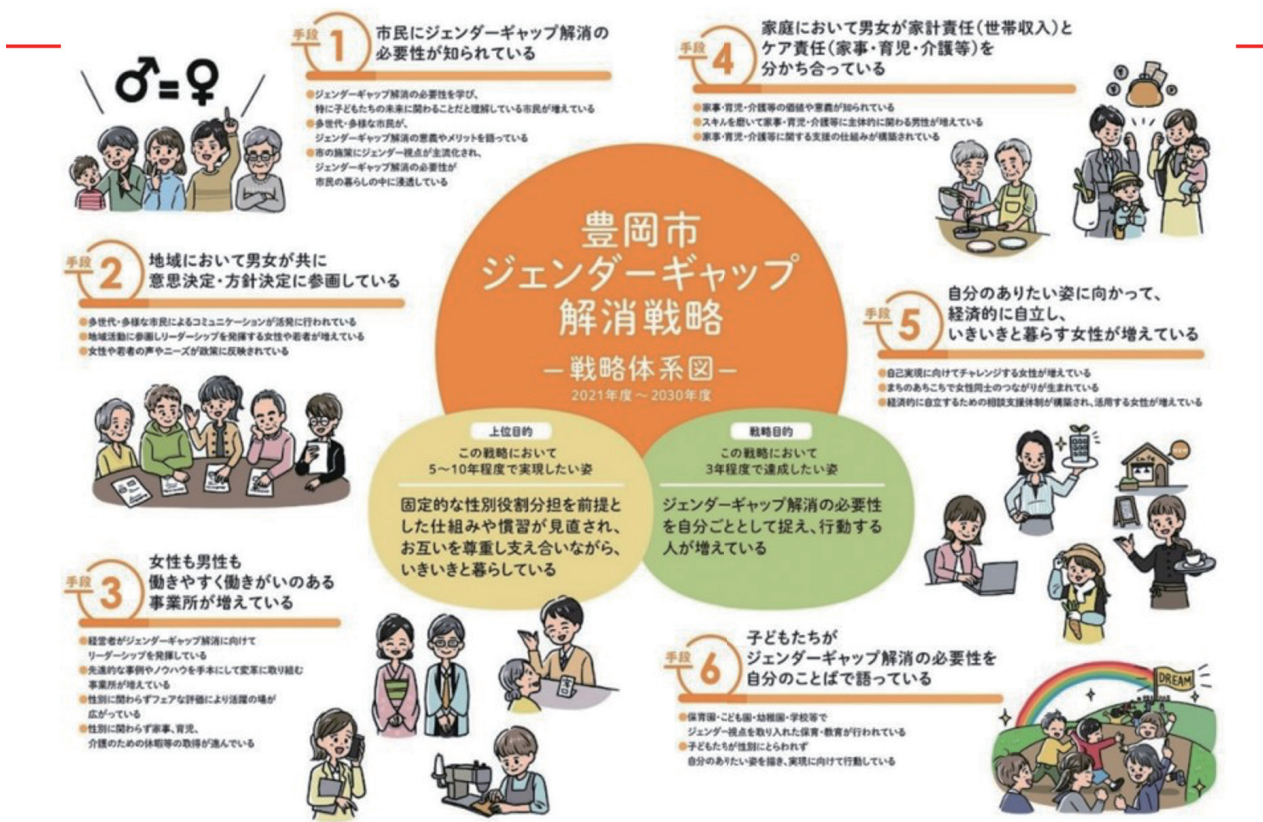 豊岡市
ジェンダーギャップ
解消戦略
−戦略体系図−
2021年度〜2030年度
上位目的
この戦略において
5〜10年程度で実現したい姿
固定的な性別役割分担を前提と
した仕組みや慣習が見直され、
お互いを尊重し支え合いながら、
いきいきと暮らしている
戦略目的
この戦略において
3年程度で達成したい姿
ジェンダーギャップ解消の必要性
を自分ごととして捉え、行動する
人が増えている
手段1
市民にジェンダーギャップ解消の
必要性が知られている
●ジェンダーギャップ解消の必要性を学び、
特に子どもたちの未来に関わることだと理解している市民が増えている
●多世代・多様な市民が、
ジェンダーギャップ解消の意義やメリットを語っている
●市の施策にジェンダー視点が主流化され、
ジェンダーギャップ解消の必要性が
市民の暮らしの中に浸透している
♂=♀
手段2
地域において男女が共に
意思決定・方針決定に参画している
●多世代・多様な市民によるコミュニケーションが活発に行われている
●地域活動に参画しリーダーシップを発揮する女性や若者が増えている
●女性や若者の声やニーズが政策に反映されている
手段3
女性も男性も
働きやすく働きがいのある
事業所が増えている
●経営者がジェンダーギャップ解消に向けて
リーダーシップを発揮している
●先進的な事例やノウハウを手本にして変革に取り組む
事業所が増えている
●性別に関わらずフェアな評価により活躍の場が
広がっている
●性別に関わらず家事、育児、
介護のための休暇等の取得が進んでいる
窓口
手段4
家庭において男女が家計責任(世帯収入)と
ケア責任(家事・育児・介護等)を
分かち合っている
●家事・育児・介護等の価値や意義が知られている
●スキルを磨いて家事・育児・介護等に主体的に関わる男性が増えている
●家事・育児・介護等に関する支援の仕組みが構築されている
手段5
自分のありたい姿に向かって、
経済的に自立し、
いきいきと暮らす女性が増えている
●自己実現に向けてチャレンジする女性が増えている
●まちのあちこちで女性同士のつながりが生まれている
●経済的に自立するための相談支援体制が構築され、活用する女性が増えている
手段6
子どもたちが
ジェンダーギャップ解消の必要性を
自分のことばで語っている
●保育園・こども園・幼稚園・学校等で
ジェンダー視点を取り入れた保育・教育が行われている
●子どもたちが性別にとらわれず
自分のありたい姿を描き、実現に向けて行動している
DREAM